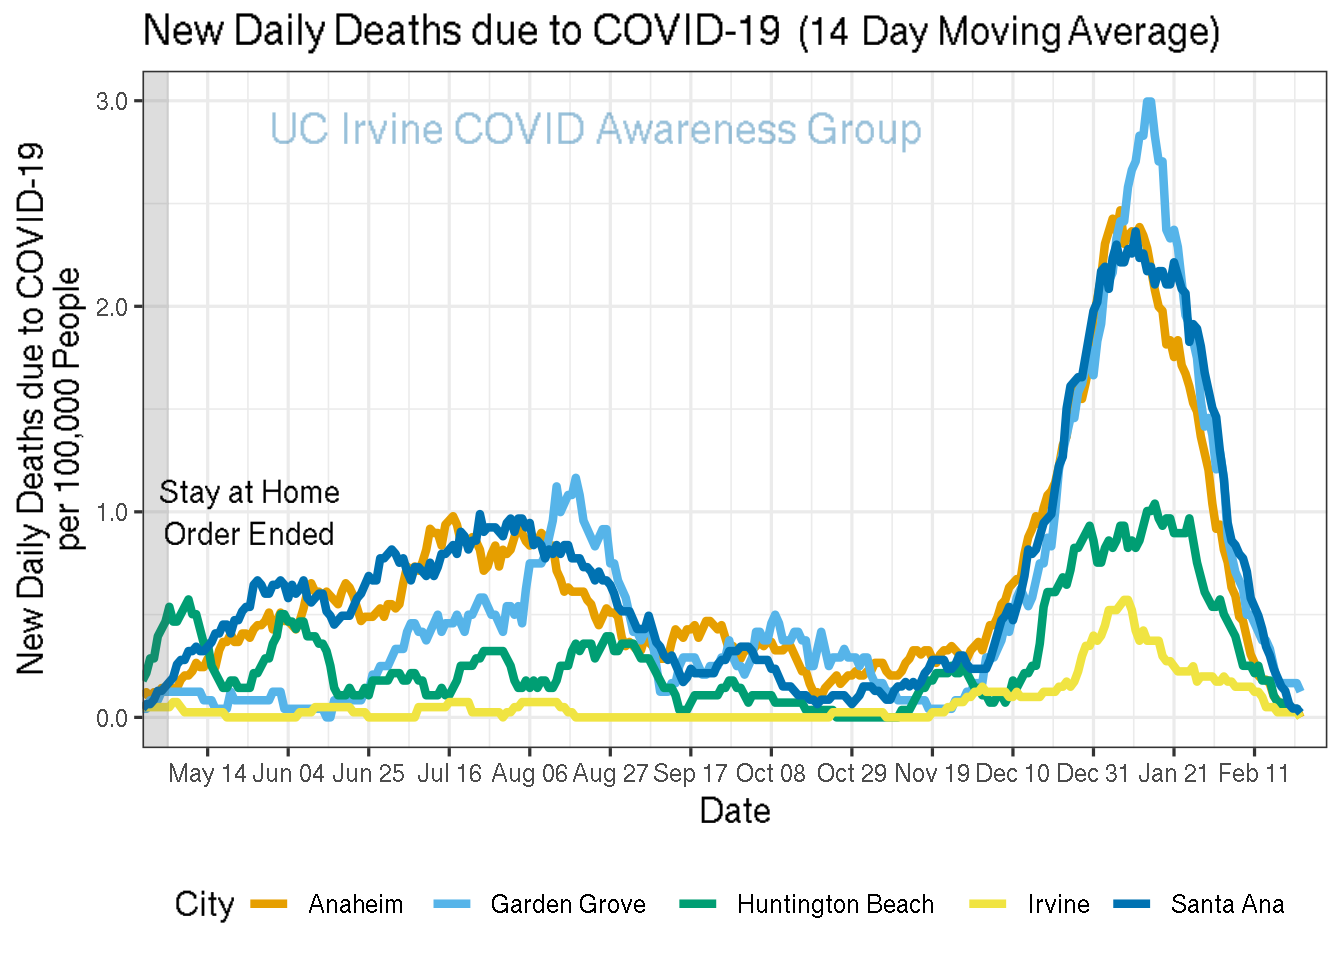 New Daily Deaths due to COVID-19 (14 Day Moving Average)
UC Irvine COVID Awareness Group
New Daily Deaths due to COVID-19
per 100,000 People
3.0
2.0
1.0
0.0
Stay at Home
Order Ended
May 14 Jun 04 Jun 25 Jul 16 Aug 06 Aug 27 Sep 17 Oct 08 Oct 29 Nov 19 Dec 10 Dec 31 Jan 21 Feb 11
Date
City Anaheim Garden Grove Huntington Beach Irvine Santa Ana